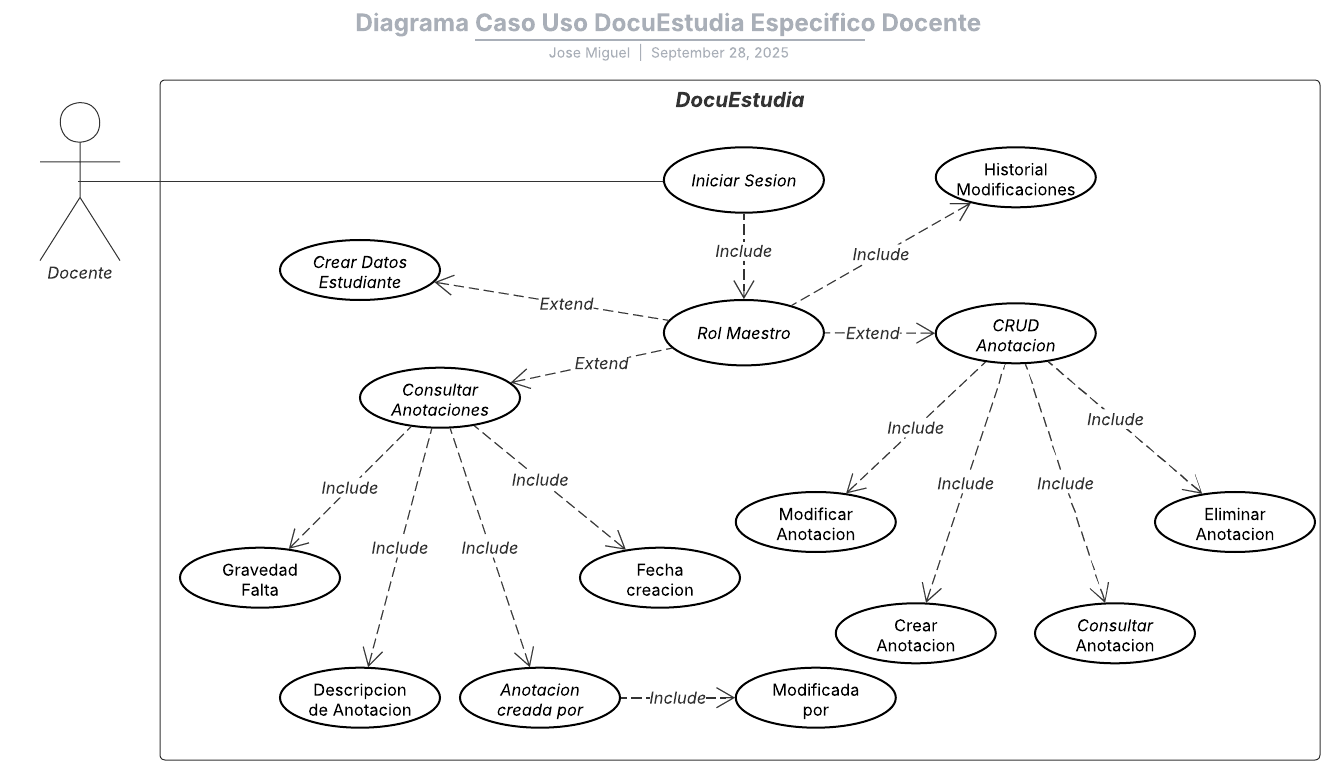 Diagrama Caso Uso DocuEstudia Especifico Docente
Jose Miguel | September 28, 2025
DocuEstudia
Docente
Iniciar Sesion
Historial
Modificaciones
Include
Include
Crear Datos
Estudiante
Extend
Rol Maestro
Extend
CRUD
Anotacion
Extend
Consultar
Anotaciones
Include
Include
Include
Include
Include
Include
Include
Include
Modificar
Anotacion
Eliminar
Anotacion
Gravedad
Falta
Fecha
creacion
Crear
Anotacion
Consultar
Anotacion
Descripcion
de Anotacion
Anotacion
creada por
Include
Modificada
por